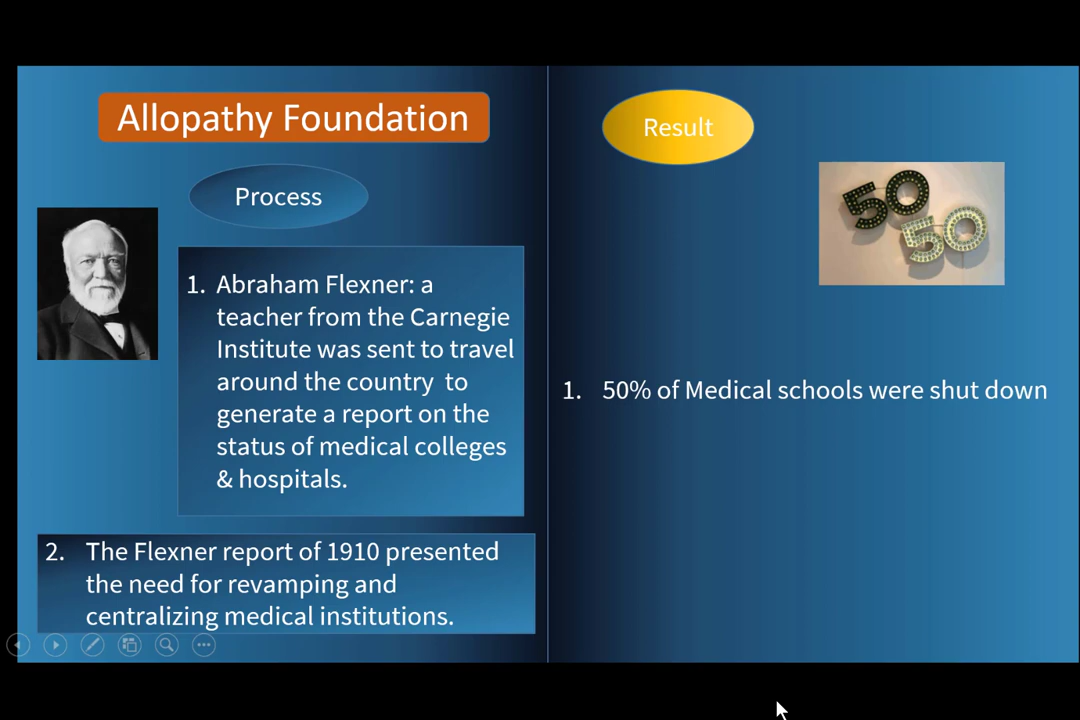 Allopathy Foundation
Process
1. Abraham Flexner: a
teacher from the Carnegie
Institute was sent to travel
around the country to
generate a report on the
status of medical colleges
& hospitals.
2. The Flexner report of 1910 presented
the need for revamping and
centralizing medical institutions.
Result
50
50
1. 50% of Medical schools were shut down